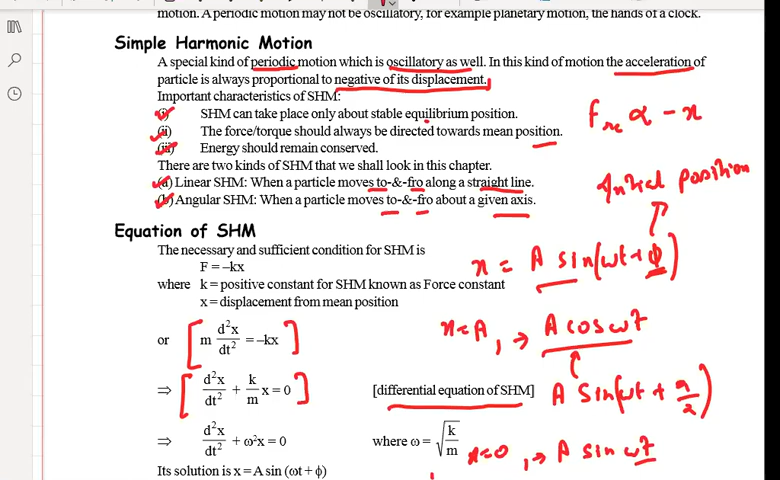 motion. A periodic motion may not be oscillatory, for example planetary motion, the hands of a clock.
Simple Harmonic Motion
A special kind of periodic motion which is oscillatory as well. In this kind of motion the acceleration of
particle is always proportional to negative of its displacement.
Important characteristics of SHM:
(i) SHM can take place only about stable equilibrium position.
(ii) The force/torque should always be directed towards mean position.
(iii) Energy should remain conserved.
There are two kinds of SHM that we shall look in this chapter.
(a) Linear SHM: When a particle moves to-&-fro along a straight line.
(b) Angular SHM: When a particle moves to-&-fro about a given axis.
F_re ∝ -x
Initial position
x = A sin(ωt + φ)
x = A, → A cos ωt
A sin(ωt + π/2)
x = 0, → A sin ωt
Equation of SHM
The necessary and sufficient condition for SHM is
F = –kx
where k = positive constant for SHM known as Force constant
x = displacement from mean position
or m d²x/dt² = –kx
⇒ d²x/dt² + k/m x = 0 [differential equation of SHM]
⇒ d²x/dt² + ω²x = 0 where ω = √k/m
Its solution is x = A sin (ωt + ϕ)